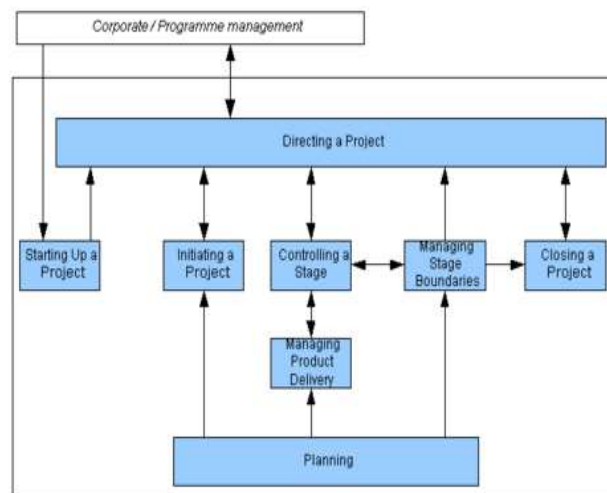 Corporate / Programme management
Directing a Project
Starting Up a
Project
Initiating a
Project
Controlling a
Stage
Managing
Stage
Boundaries
Closing a
Project
Managing
Product
Delivery
Planning